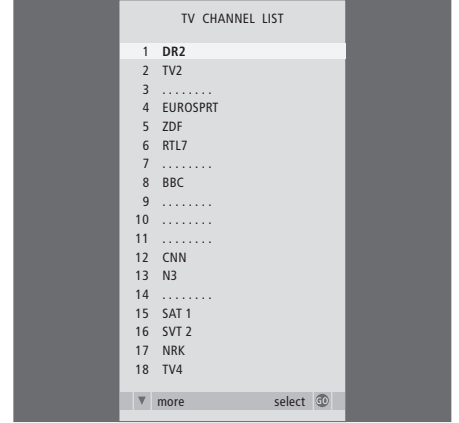 TV CHANNEL LIST
1 DR2
2 TV2
3 ........
4 EUROSPRT
5 ZDF
6 RTL7
7 ........
8 BBC
9 ........
10 ........
11 ........
12 CNN
13 N3
14 ........
15 SAT 1
16 SVT 2
17 NRK
18 TV4
▼ more select GO